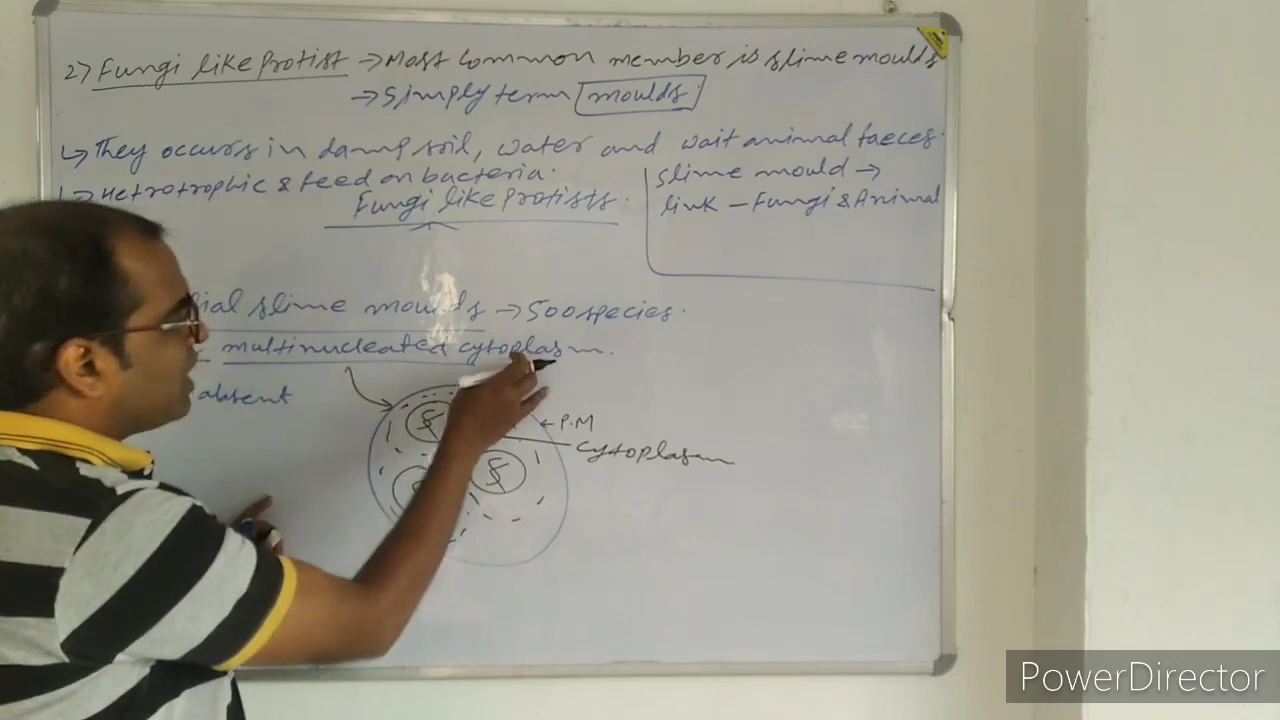 2) Fungi like Protist → Most common member is slime moulds
→ Simply term moulds
↳ They occurs in damp soil, water and wait animal faeces.
↳ Hetrotrophic & feed on bacteria.
slime mould →
link - Fungi & Animal
Fungi like Protists.
slime moulds → 500 species.
multinucleated cytoplasm.
absent
← P.M
cytoplasm
PowerDirector